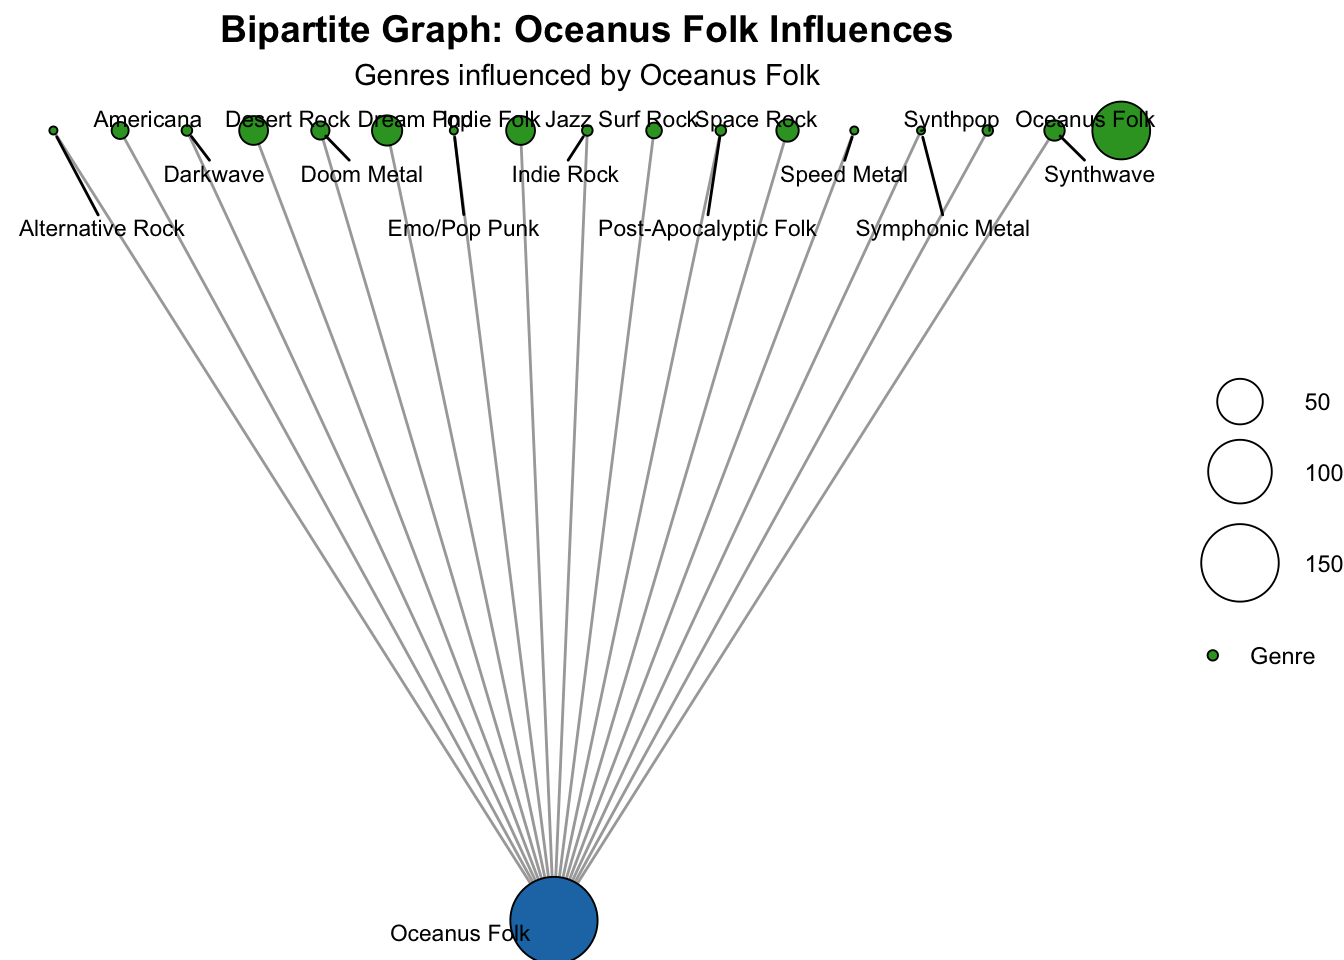 Bipartite Graph: Oceanus Folk Influences
Genres influenced by Oceanus Folk
Americana Desert Rock Dream Pop Indie Folk Jazz Surf Rock Space Rock Synthpop Oceanus Folk
Darkwave Doom Metal Indie Rock Speed Metal Synthwave
Alternative Rock Emo/Pop Punk Post-Apocalyptic Folk Symphonic Metal
50
100
150
Genre
Oceanus Folk